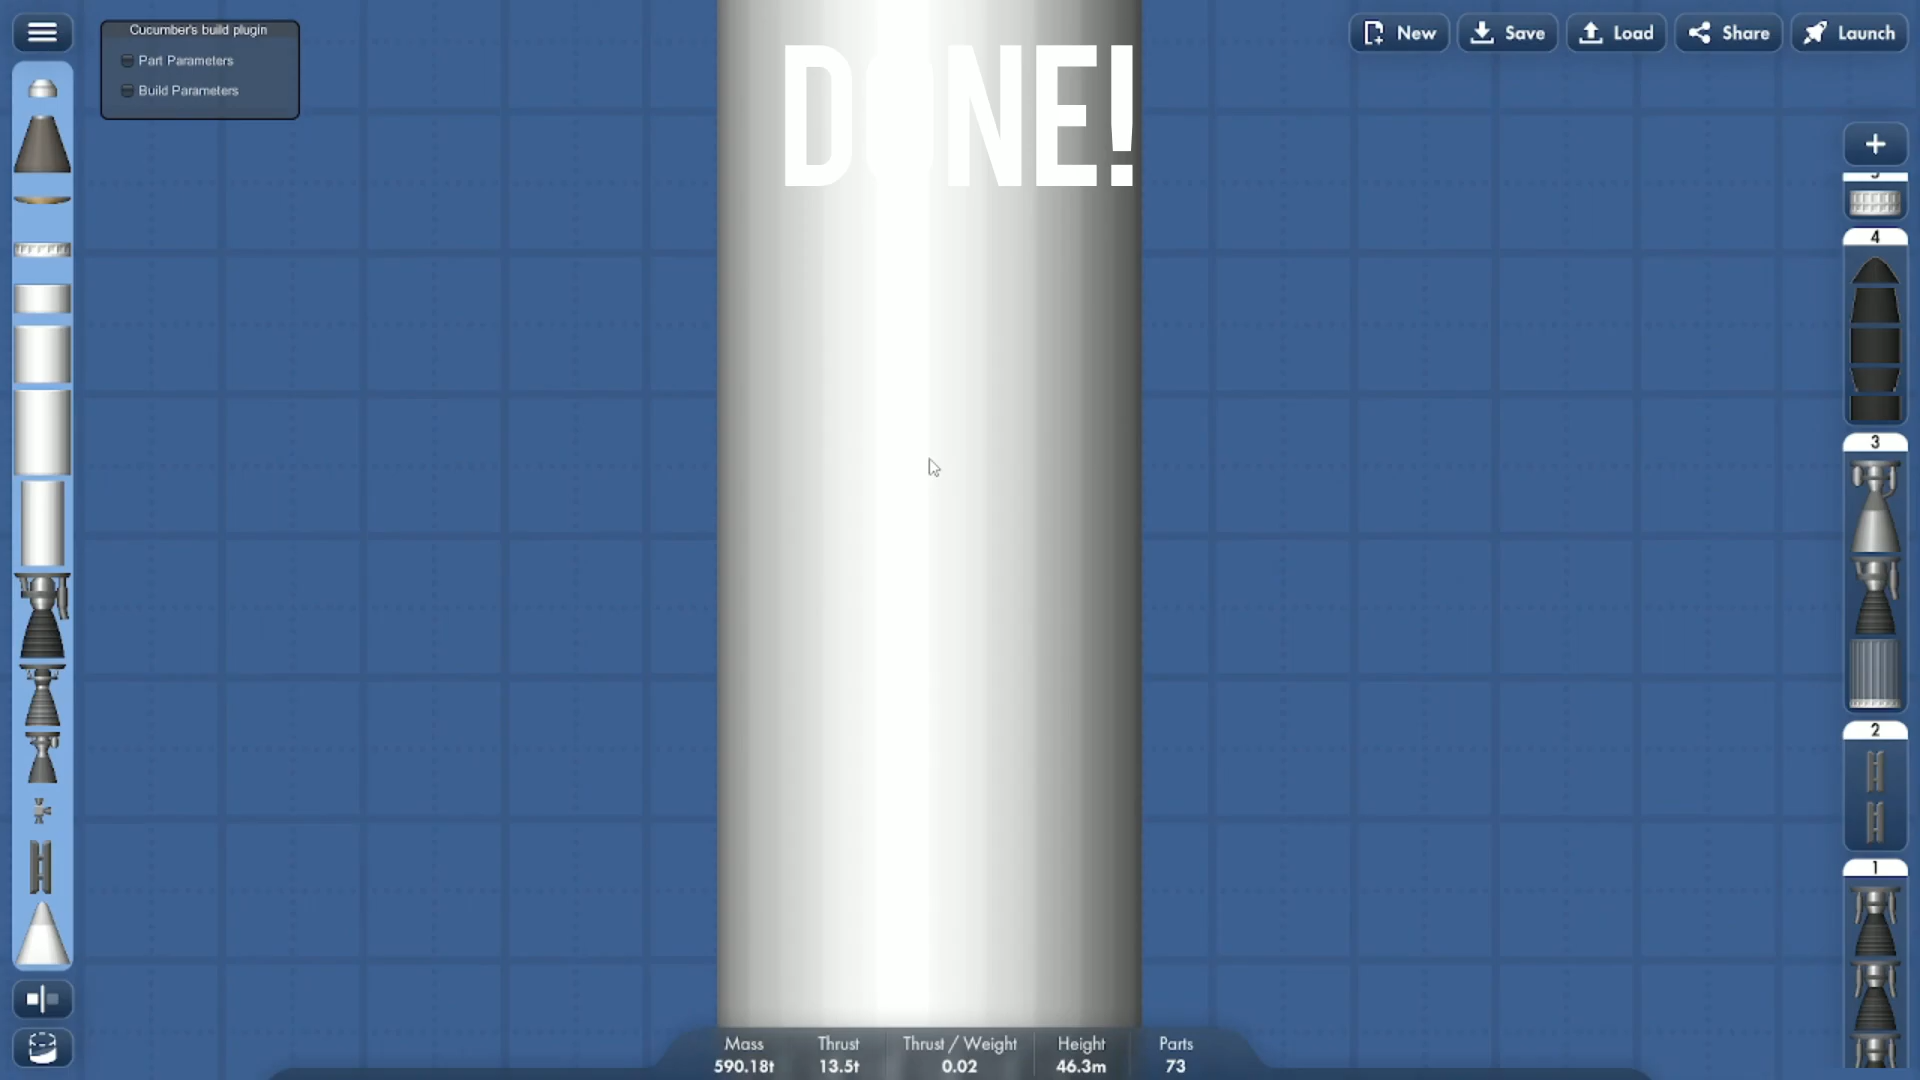 Cucumber's build plugin
Part Parameters
Build Parameters
DONE!
New
Save
Load
Share
Launch
4
3
2
1
Mass
590.18t
Thrust
13.5t
Thrust / Weight
0.02
Height
46.3m
Parts
73